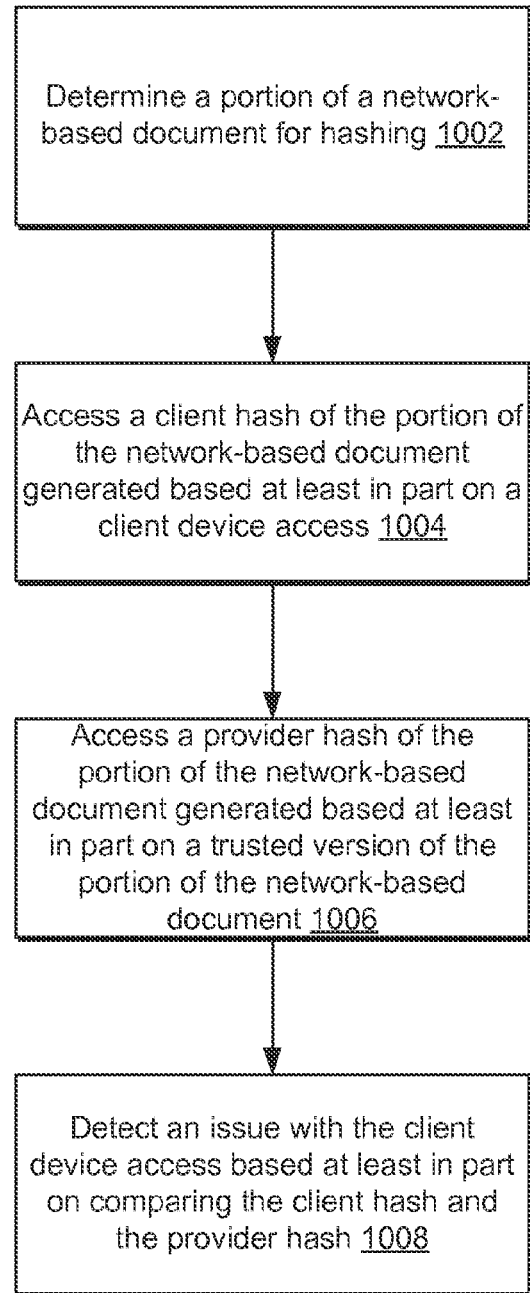 Determine a portion of a network-
based document for hashing 1002
Access a client hash of the portion of
the network-based document
generated based at least in part on a
client device access 1004
Access a provider hash of the
portion of the network-based
document generated based at least
in part on a trusted version of the
portion of the network-based
document 1006
Detect an issue with the client
device access based at least in part
on comparing the client hash and
the provider hash 1008